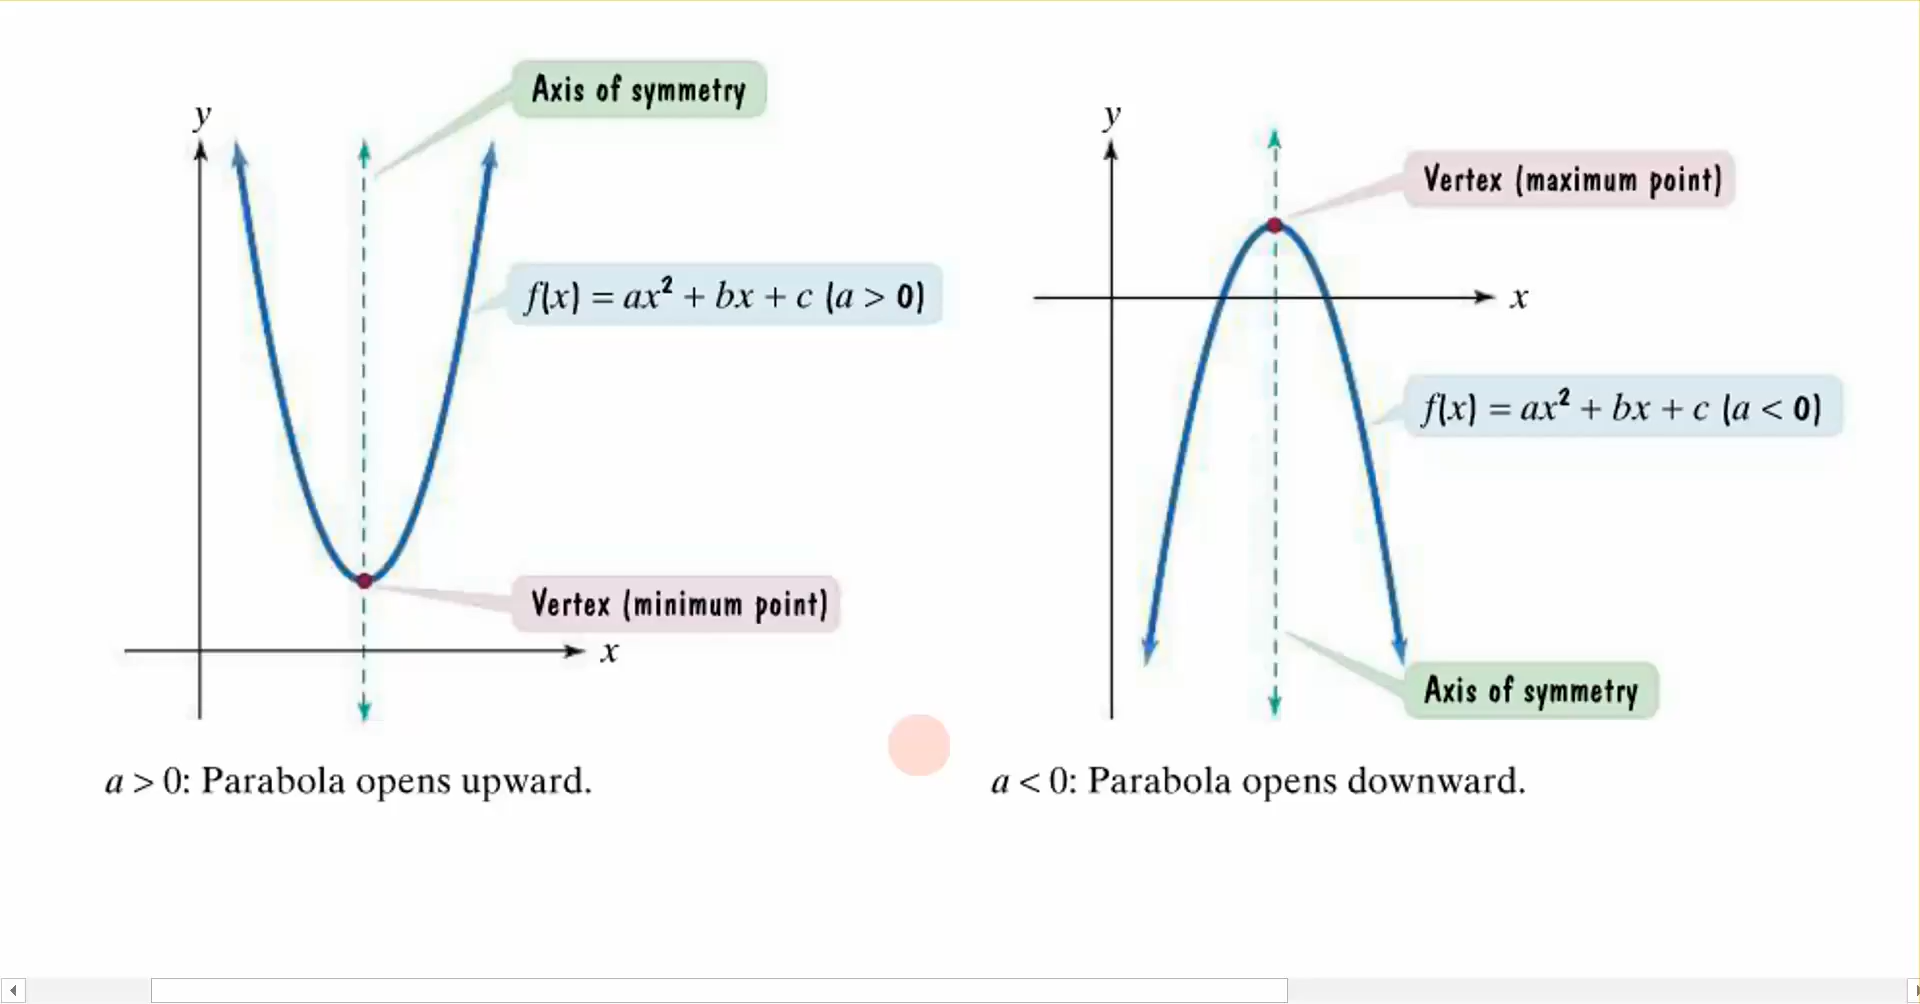 y
Axis of symmetry
f(x) = ax² + bx + c (a > 0)
Vertex (minimum point)
x
a > 0: Parabola opens upward.
y
Vertex (maximum point)
x
f(x) = ax² + bx + c (a < 0)
Axis of symmetry
a < 0: Parabola opens downward.